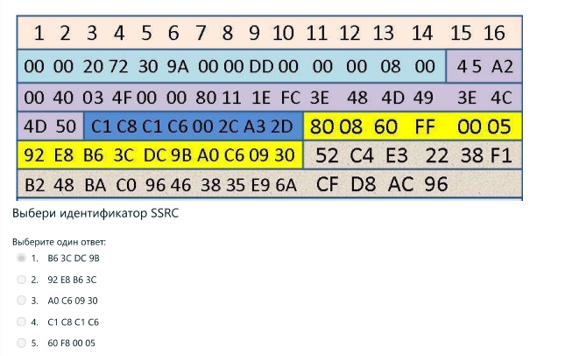 1 2 3 4 5 6 7 8 9 10 11 12 13 14 15 16
00 00 20 72 30 9A 00 00 DD 00 00 00 08 00 4 5 A2
00 40 03 4F 00 00 80 11 1E FC 3E 48 4D 49 3E 4C
4D 50 C1 C8 C1 C6 00 2C A3 2D 80 08 60 FF 00 05
92 E8 B6 3C DC 9B A0 C6 09 30 52 C4 E3 22 38 F1
B2 48 BA C0 96 46 38 35 E9 6A CF D8 AC 96
Выбери идентификатор SSRC
Выберите один ответ:
1. B6 3C DC 9B
2. 92 E8 B6 3C
3. A0 C6 09 30
4. C1 C8 C1 C6
5. 60 F8 00 05